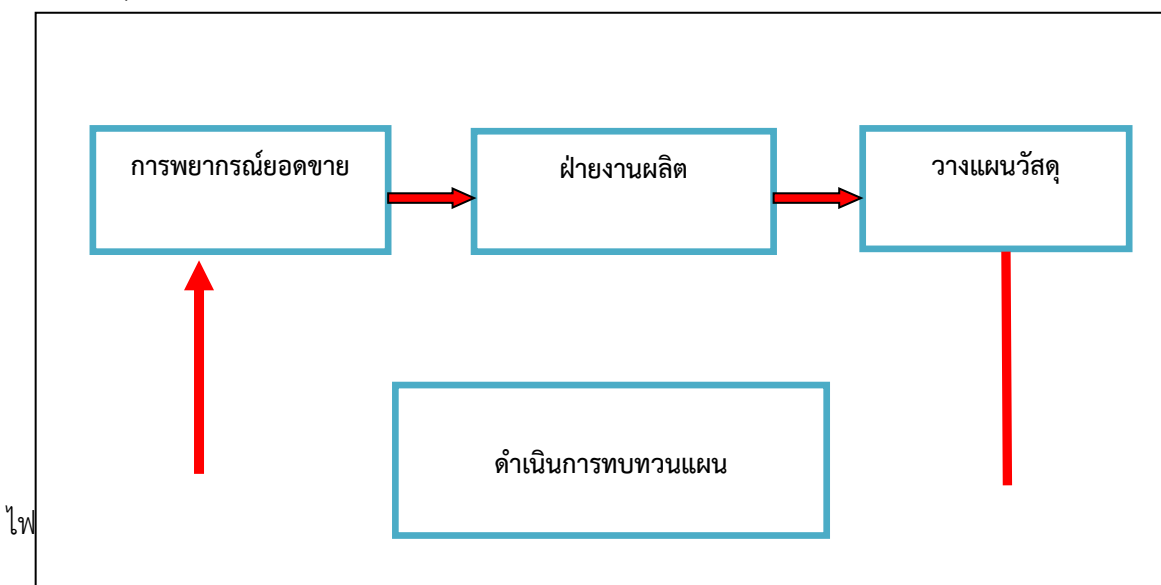 การพยากรณ์ยอดขาย
ฝ่ายงานผลิต
วางแผนวัสดุ
ดำเนินการทบทวนแผน
ไฟ